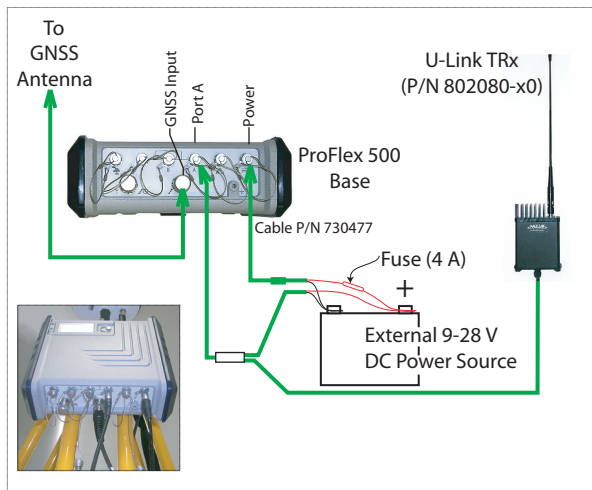 To
GNSS
Antenna
GNSS Input
Port A
Power
U-Link TRx
(P/N 802080-x0)
ProFlex 500
Base
Cable P/N 730477
Fuse (4 A)
+
External 9-28 V
DC Power Source